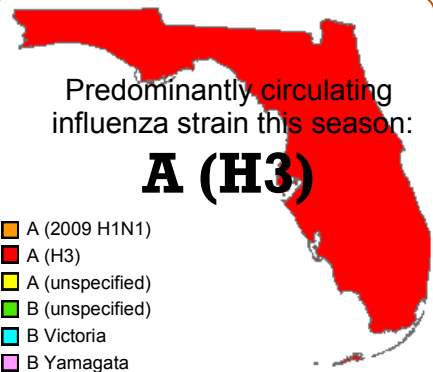 Predominantly circulating
influenza strain this season:
A (H3)
A (2009 H1N1)
A (H3)
A (unspecified)
B (unspecified)
B Victoria
B Yamagata